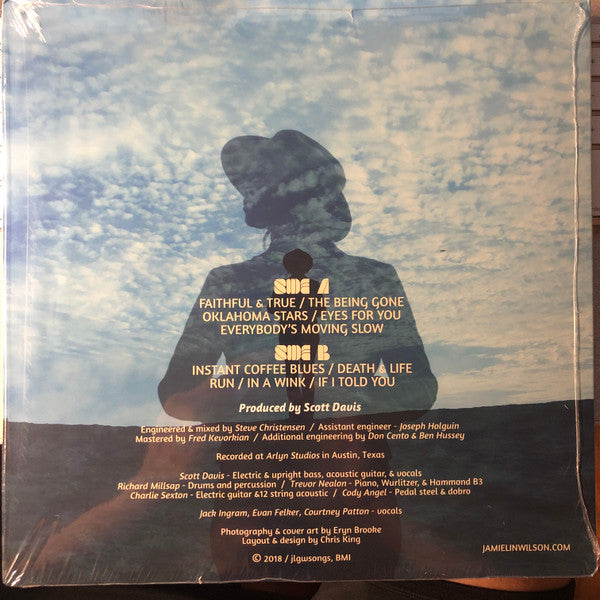 SIDE A
FAITHFUL & TRUE / THE BEING GONE
OKLAHOMA STARS / EYES FOR YOU
EVERYBODY'S MOVING SLOW
SIDE B
INSTANT COFFEE BLUES / DEATH & LIFE
RUN / IN A WINK / IF I TOLD YOU
Produced by Scott Davis
Engineered & mixed by Steve Christensen / Assistant engineer - Joseph Holguin
Mastered by Fred Kevorkian / Additional engineering by Don Cento & Ben Hussey
Recorded at Arlyn Studios in Austin, Texas
Scott Davis - Electric & upright bass, acoustic guitar, & vocals
Richard Millsap - Drums and percussion / Trevor Nealon - Piano, Wurlitzer, & Hammond B3
Charlie Sexton - Electric guitar &12 string acoustic / Cody Angel - Pedal steel & dobro
Jack Ingram, Evan Felker, Courtney Patton - vocals
Photography & cover art by Eryn Brooke
Layout & design by Chris King
© 2018 / jlgwsongs, BMI
JAMIELINWILSON.COM